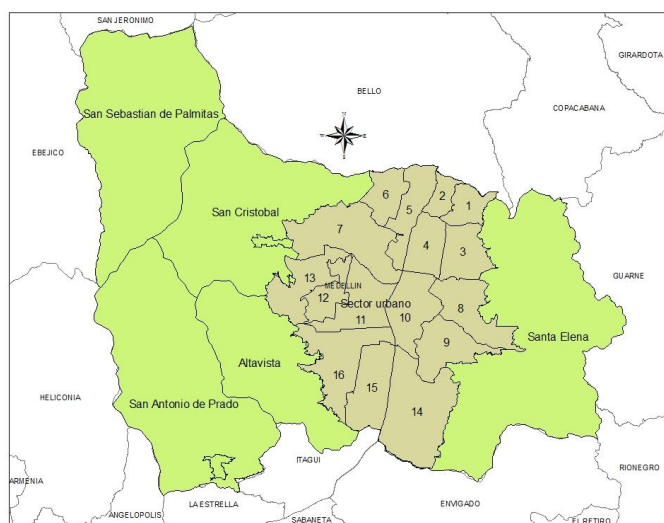 SAN JERONIMO
GIRARDOTA
BELLO
COPACABANA
San Sebastian de Palmitas
EBEJICO
6
5
2
1
San Cristobal
7
4
3
13
GUARNE
MEDELLIN
12
Sector urbano
8
11
10
Santa Elena
9
Altavista
16
15
HELICONIA
San Antonio de Prado
14
ITAGUI
RIONEGRO
ARMENIA
LA ESTRELLA
ENVIGADO
ANGELOPOLIS
SABANETA
EL RETIRO